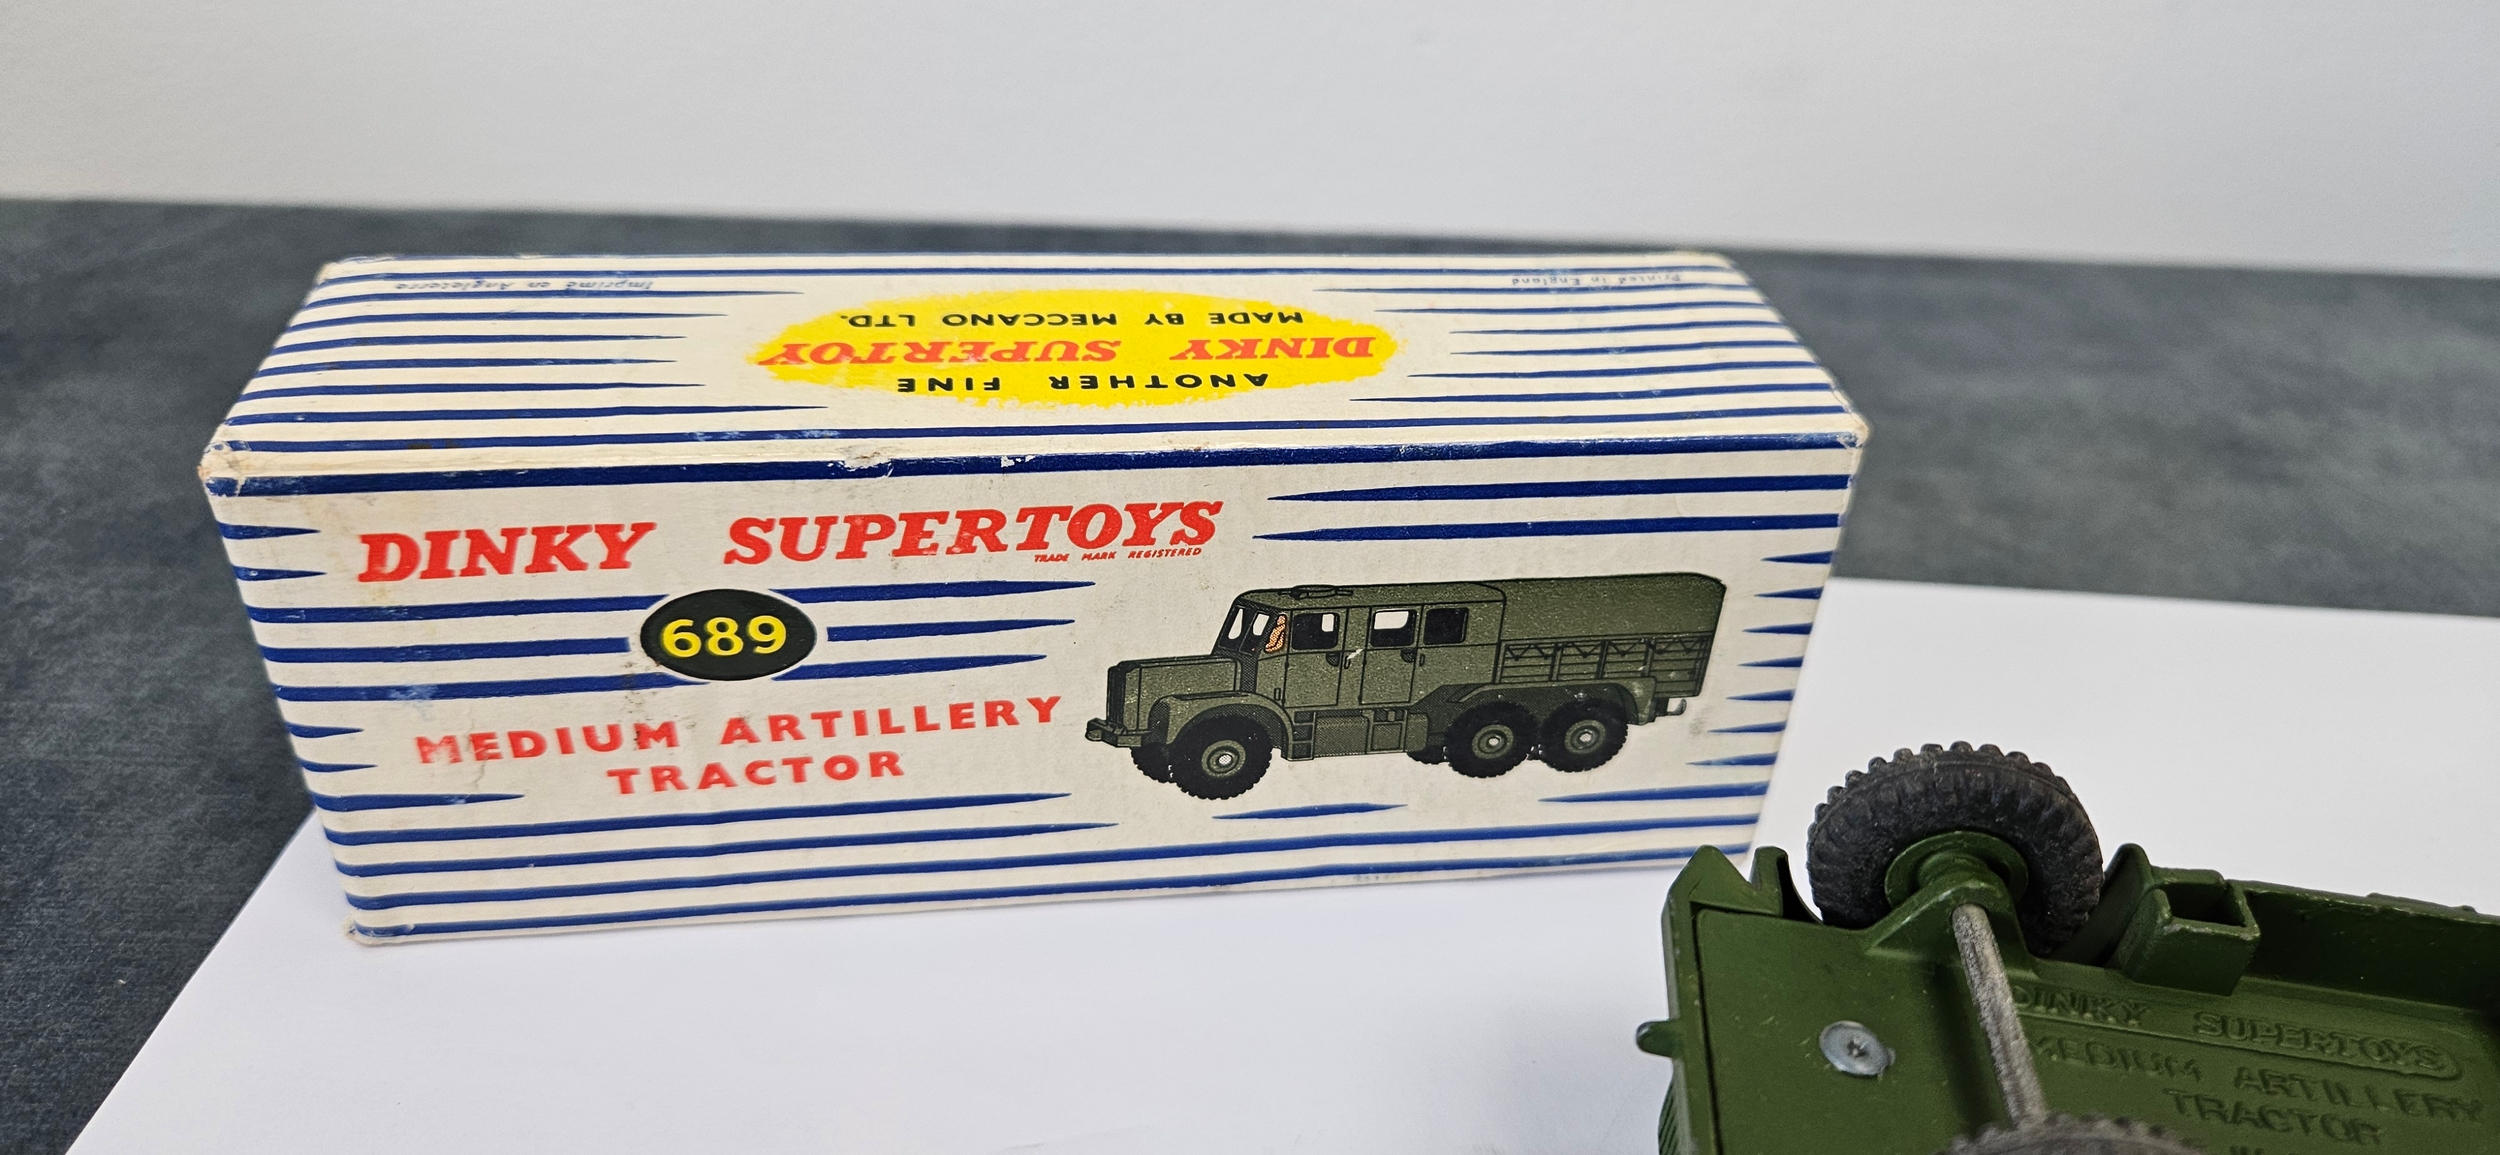 Printed in England
Imprimé en Angleterre
ANOTHER FINE
DINKY SUPERTOY
MADE BY MECCANO LTD.
DINKY SUPERTOYS
TRADE MARK REGISTERED
689
MEDIUM ARTILLERY
TRACTOR
DINKY SUPERTOYS
MEDIUM ARTILLERY
TRACTOR